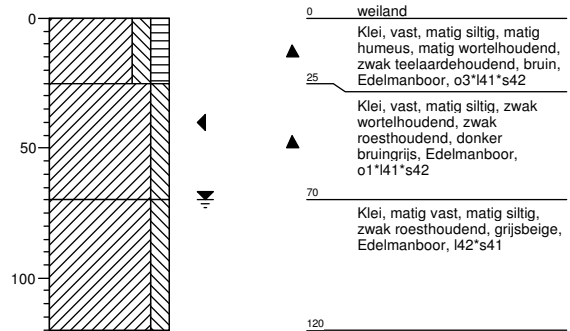 0
50
100
0 weiland
Klei, vast, matig siltig, matig
humeus, matig wortelhoudend,
zwak teelaardehoudend, bruin,
Edelmanboor, o3*l41*s42
25
Klei, vast, matig siltig, zwak
wortelhoudend, zwak
roesthoudend, donker
bruingrijs, Edelmanboor,
o1*l41*s42
70
Klei, matig vast, matig siltig,
zwak roesthoudend, grijsbeige,
Edelmanboor, l42*s41
120